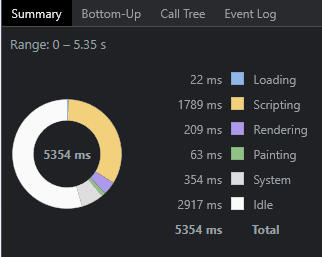 Summary Bottom-Up Call Tree Event Log
Range: 0 – 5.35 s
22 ms Loading
1789 ms Scripting
209 ms Rendering
5354 ms
63 ms Painting
354 ms System
2917 ms Idle
5354 ms Total